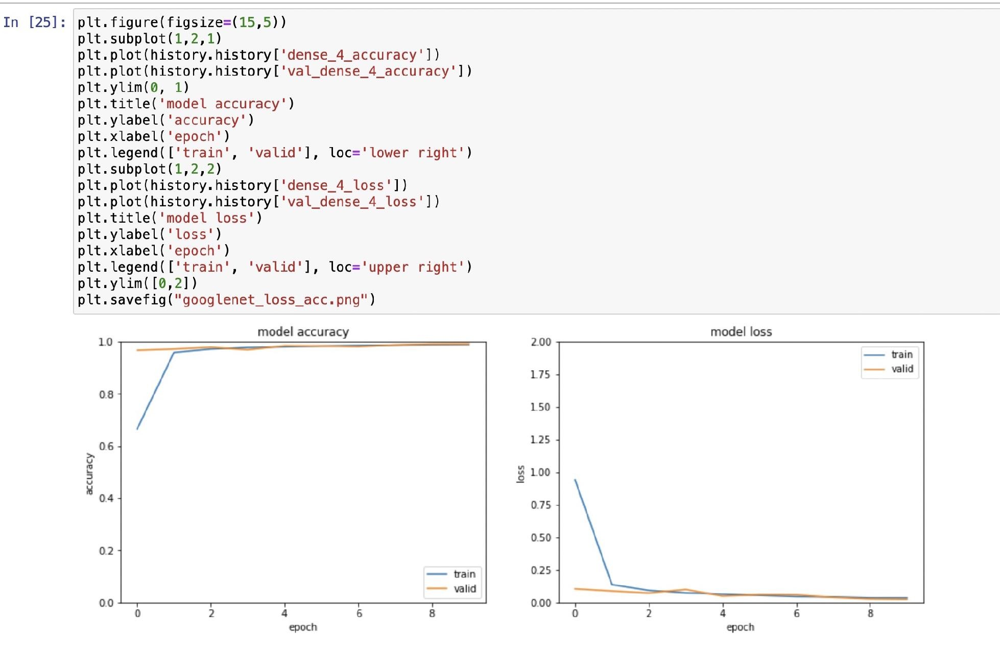 In [25]:
plt.figure(figsize=(15,5))
plt.subplot(1,2,1)
plt.plot(history.history['dense_4_accuracy'])
plt.plot(history.history['val_dense_4_accuracy'])
plt.ylim(0, 1)
plt.title('model accuracy')
plt.ylabel('accuracy')
plt.xlabel('epoch')
plt.legend(['train', 'valid'], loc='lower right')
plt.subplot(1,2,2)
plt.plot(history.history['dense_4_loss'])
plt.plot(history.history['val_dense_4_loss'])
plt.title('model loss')
plt.ylabel('loss')
plt.xlabel('epoch')
plt.legend(['train', 'valid'], loc='upper right')
plt.ylim([0,2])
plt.savefig("googlenet_loss_acc.png")
model accuracy
1.0
0.8
0.6
0.4
0.2
0.0
accuracy
train
valid
0 2 4 6 8
epoch
model loss
2.00
1.75
1.50
1.25
1.00
0.75
0.50
0.25
0.00
loss
train
valid
0 2 4 6 8
epoch